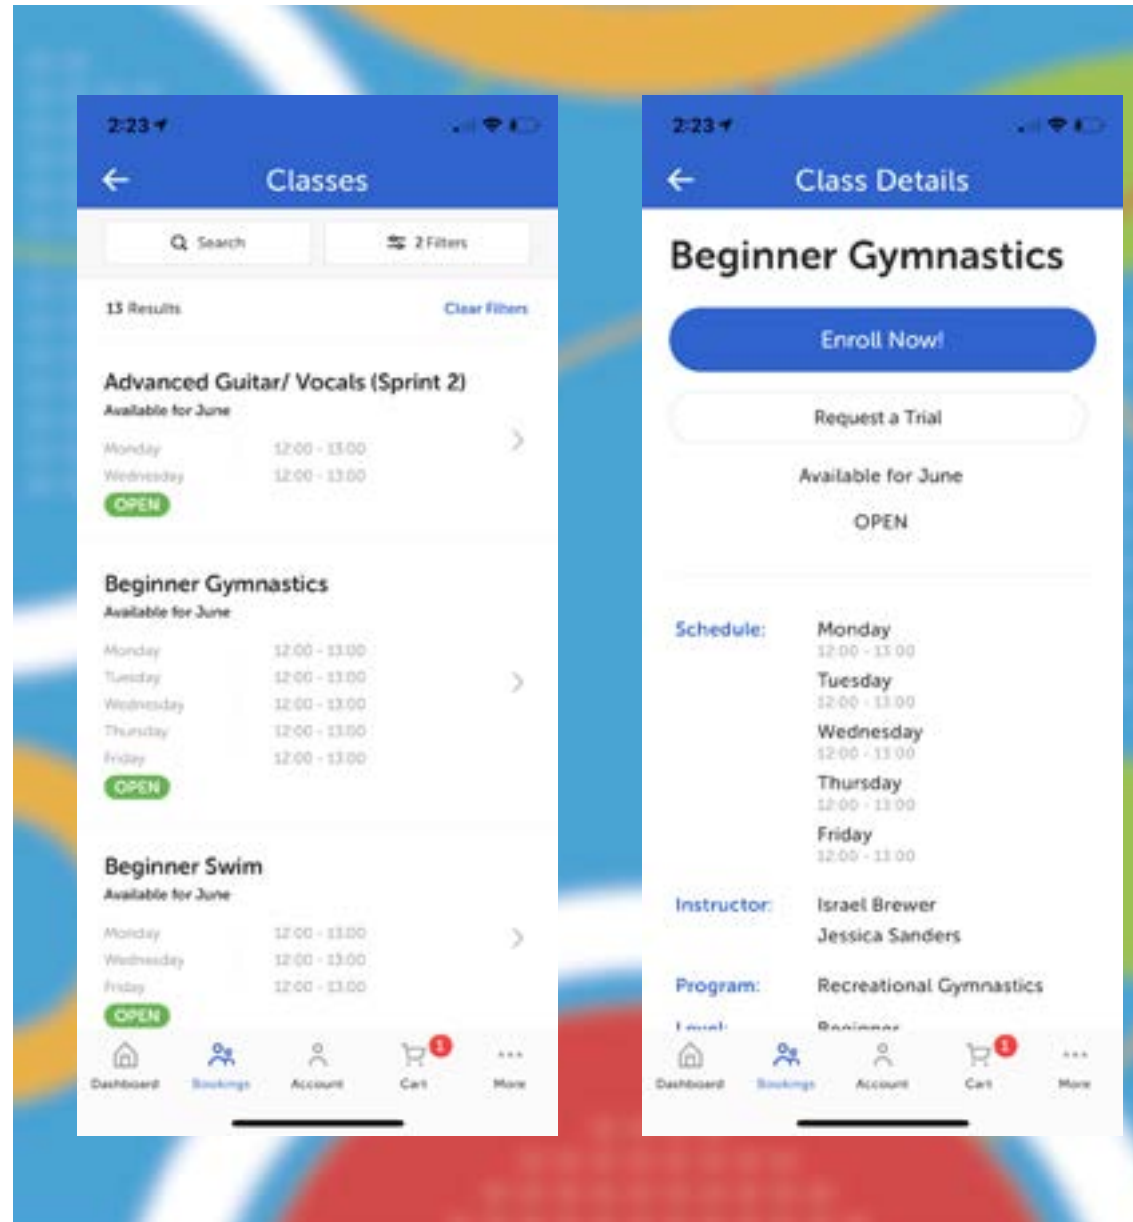 2:23
Classes
Search
2 Filters
13 Results
Clear Filters
Advanced Guitar/ Vocals (Sprint 2)
Available for June
Monday 12:00 - 13:00
Wednesday 12:00 - 13:00
OPEN
Beginner Gymnastics
Available for June
Monday 12:00 - 13:00
Tuesday 12:00 - 13:00
Wednesday 12:00 - 13:00
Thursday 12:00 - 13:00
Friday 12:00 - 13:00
OPEN
Beginner Swim
Available for June
Monday 12:00 - 13:00
Wednesday 12:00 - 13:00
Friday 12:00 - 13:00
OPEN
1
Dashboard Bookings Account Cart More
2:23
Class Details
Beginner Gymnastics
Enroll Now!
Request a Trial
Available for June
OPEN
Schedule: Monday
12:00 - 13:00
Tuesday
12:00 - 13:00
Wednesday
12:00 - 13:00
Thursday
12:00 - 13:00
Friday
12:00 - 13:00
Instructor: Israel Brewer
Jessica Sanders
Program: Recreational Gymnastics
Level: Beginner
1
Dashboard Bookings Account Cart More